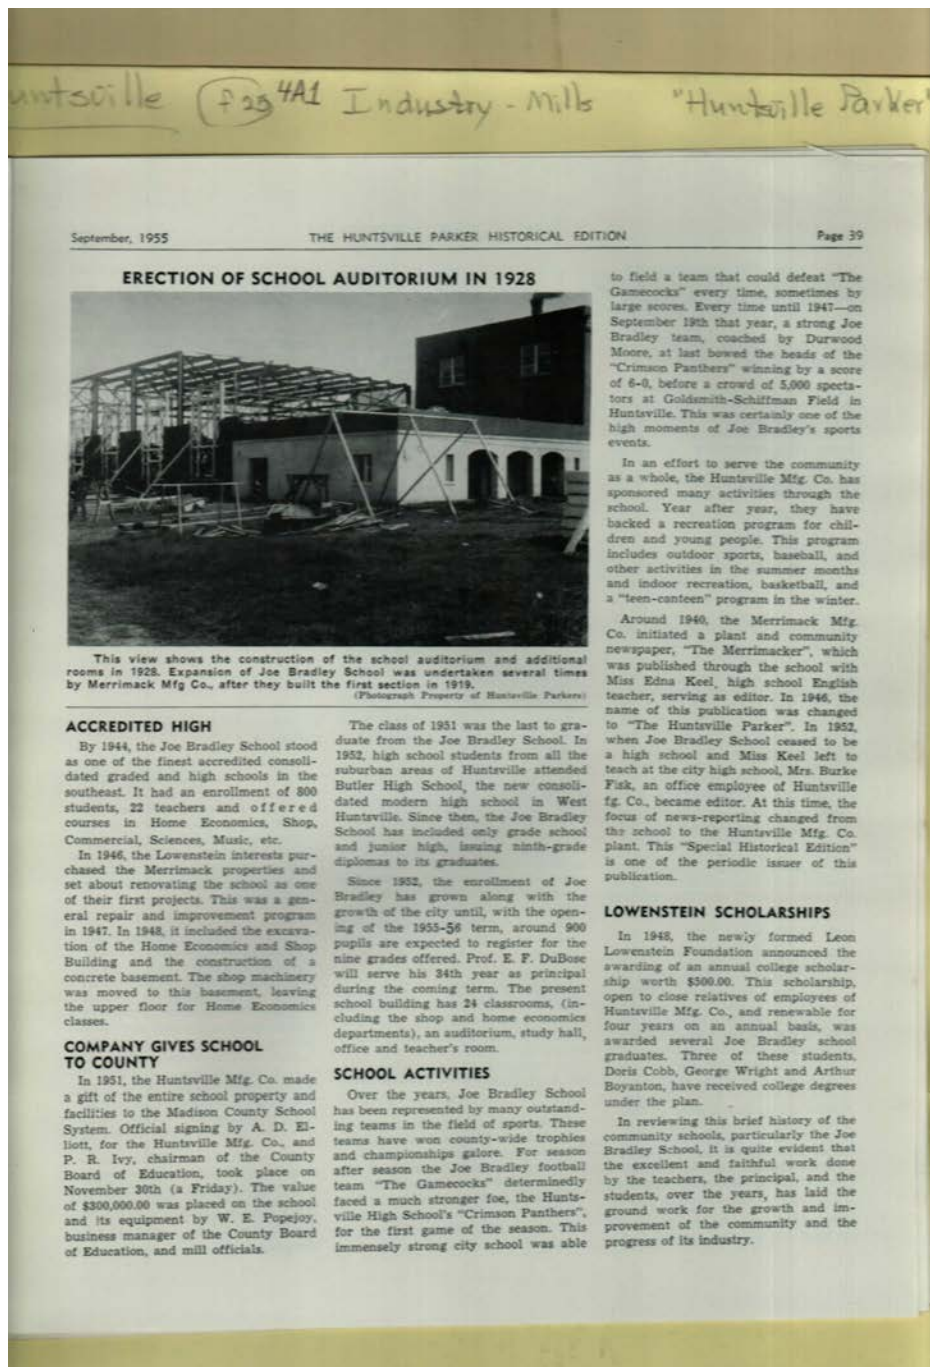 untsville f25 4A1 Industry - Mills "Huntsville Parker"
September, 1955 THE HUNTSVILLE PARKER HISTORICAL EDITION Page 39
ERECTION OF SCHOOL AUDITORIUM IN 1928
This view shows the construction of the school auditorium and additional
rooms in 1928. Expansion of Joe Bradley School was undertaken several times
by Merrimack Mfg Co., after they built the first section in 1919.
(Photograph Property of Huntsville Parkers)
ACCREDITED HIGH
By 1944, the Joe Bradley School stood
as one of the finest accredited consoli-
dated graded and high schools in the
southeast. It had an enrollment of 800
students, 22 teachers and offered
courses in Home Economics, Shop,
Commercial, Sciences, Music, etc.
In 1946, the Lowenstein interests pur-
chased the Merrimack properties and
set about renovating the school as one
of their first projects. This was a gen-
eral repair and improvement program
in 1947. In 1948, it included the excava-
tion of the Home Economics and Shop
Building and the construction of a
concrete basement. The shop machinery
was moved to this basement, leaving
the upper floor for Home Economics
classes.
COMPANY GIVES SCHOOL
TO COUNTY
In 1951, the Huntsville Mfg. Co. made
a gift of the entire school property and
facilities to the Madison County School
System. Official signing by A. D. El-
liott, for the Huntsville Mfg. Co., and
P. R. Ivy, chairman of the County
Board of Education, took place on
November 30th (a Friday). The value
of $300,000.00 was placed on the school
and its equipment by W. E. Popejoy,
business manager of the County Board
of Education, and mill officials.
The class of 1951 was the last to gra-
duate from the Joe Bradley School. In
1952, high school students from all the
suburban areas of Huntsville attended
Butler High School, the new consoli-
dated modern high school in West
Huntsville. Since then, the Joe Bradley
School has included only grade school
and junior high, issuing ninth-grade
diplomas to its graduates.
Since 1952, the enrollment of Joe
Bradley has grown along with the
growth of the city until, with the open-
ing of the 1955-56 term, around 900
pupils are expected to register for the
nine grades offered. Prof. E. F. DuBose
will serve his 34th year as principal
during the coming term. The present
school building has 24 classrooms, (in-
cluding the shop and home economics
departments), an auditorium, study hall,
office and teacher's room.
SCHOOL ACTIVITIES
Over the years, Joe Bradley School
has been represented by many outstand-
ing teams in the field of sports. These
teams have won county-wide trophies
and championships galore. For season
after season the Joe Bradley football
team "The Gamecocks" determinedly
faced a much stronger foe, the Hunts-
ville High School's "Crimson Panthers",
for the first game of the season. This
immensely strong city school was able
to field a team that could defeat "The
Gamecocks" every time, sometimes by
large scores. Every time until 1947—on
September 19th that year, a strong Joe
Bradley team, coached by Durwood
Moore, at last bowed the heads of the
"Crimson Panthers" winning by a score
of 6-0, before a crowd of 5,000 specta-
tors at Goldsmith-Schiffman Field in
Huntsville. This was certainly one of the
high moments of Joe Bradley's sports
events.
In an effort to serve the community
as a whole, the Huntsville Mfg. Co. has
sponsored many activities through the
school. Year after year, they have
backed a recreation program for chil-
dren and young people. This program
includes outdoor sports, baseball, and
other activities in the summer months
and indoor recreation, basketball, and
a "teen-canteen" program in the winter.
Around 1940, the Merrimack Mfg.
Co. initiated a plant and community
newspaper, "The Merrimacker", which
was published through the school with
Miss Edna Keel, high school English
teacher, serving as editor. In 1946, the
name of this publication was changed
to "The Huntsville Parker". In 1952,
when Joe Bradley School ceased to be
a high school and Miss Keel left to
teach at the city high school, Mrs. Burke
Fisk, an office employee of Huntsville
fg. Co., became editor. At this time, the
focus of news-reporting changed from
the school to the Huntsville Mfg. Co.
plant. This "Special Historical Edition"
is one of the periodic issuer of this
publication.
LOWENSTEIN SCHOLARSHIPS
In 1948, the newly formed Leon
Lowenstein Foundation announced the
awarding of an annual college scholar-
ship worth $500.00. This scholarship,
open to close relatives of employees of
Huntsville Mfg. Co., and renewable for
four years on an annual basis, was
awarded several Joe Bradley school
graduates. Three of these students,
Doris Cobb, George Wright and Arthur
Boyanton, have received college degrees
under the plan.
In reviewing this brief history of the
community schools, particularly the Joe
Bradley School, it is quite evident that
the excellent and faithful work done
by the teachers, the principal, and the
students, over the years, has laid the
ground work for the growth and im-
provement of the community and the
progress of its industry.